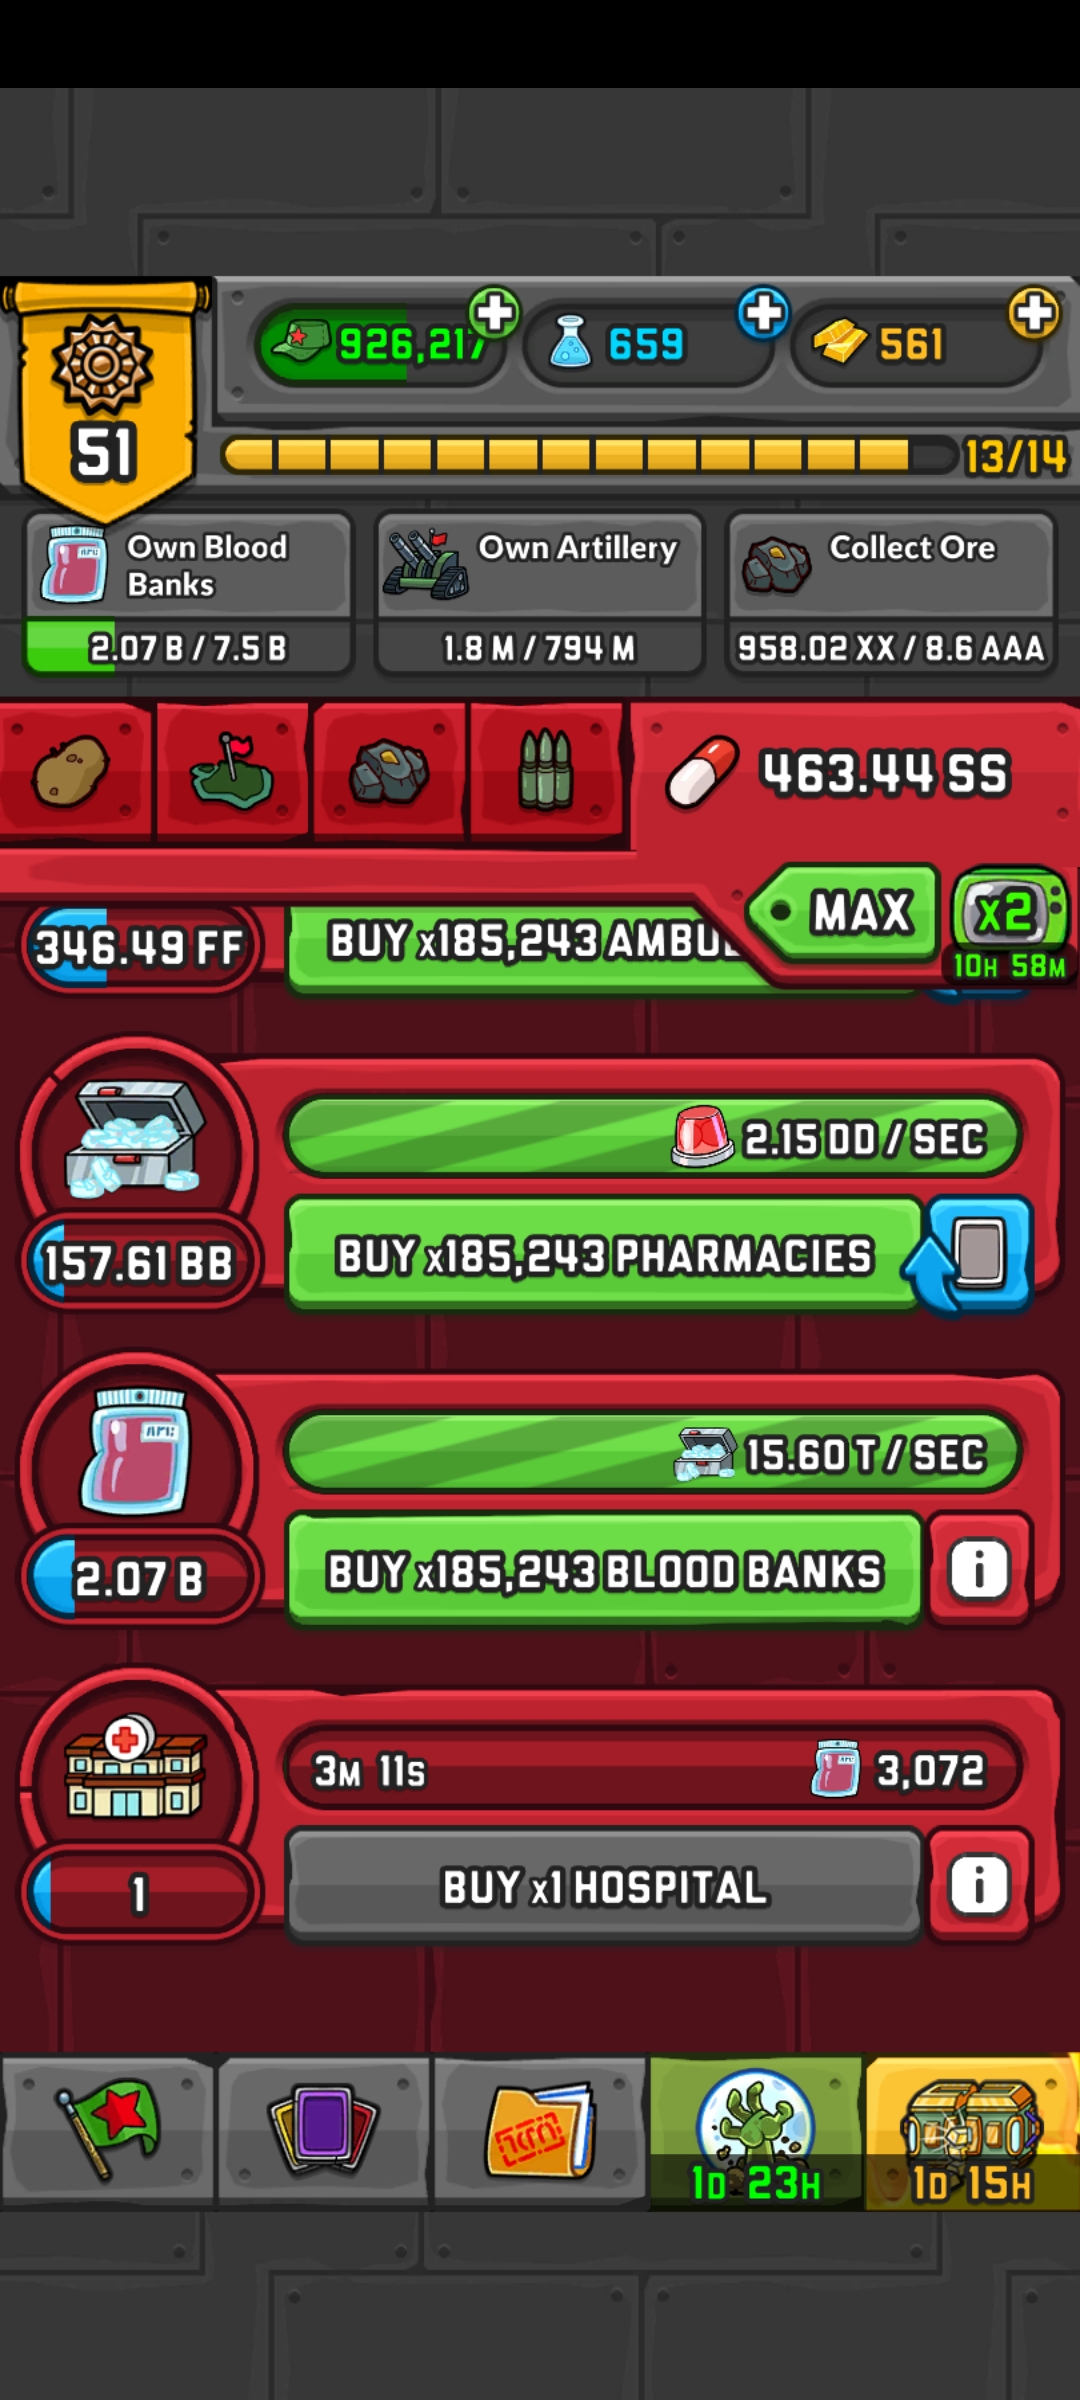 926,217
659
561
51
13/14
Own Blood
Banks
2.07 B / 7.5 B
Own Artillery
1.8 M / 794 M
Collect Ore
958.02 XX / 8.6 AAA
463.44 SS
MAX
x2
10H 58M
346.49 FF
BUY x185,243 AMBUL
2.15 DD / SEC
157.61 BB
BUY x185,243 PHARMACIES
15.60 T / SEC
2.07 B
BUY x185,243 BLOOD BANKS
i
3M 11S
3,072
1
BUY x1 HOSPITAL
i
1D 23H
1D 15H